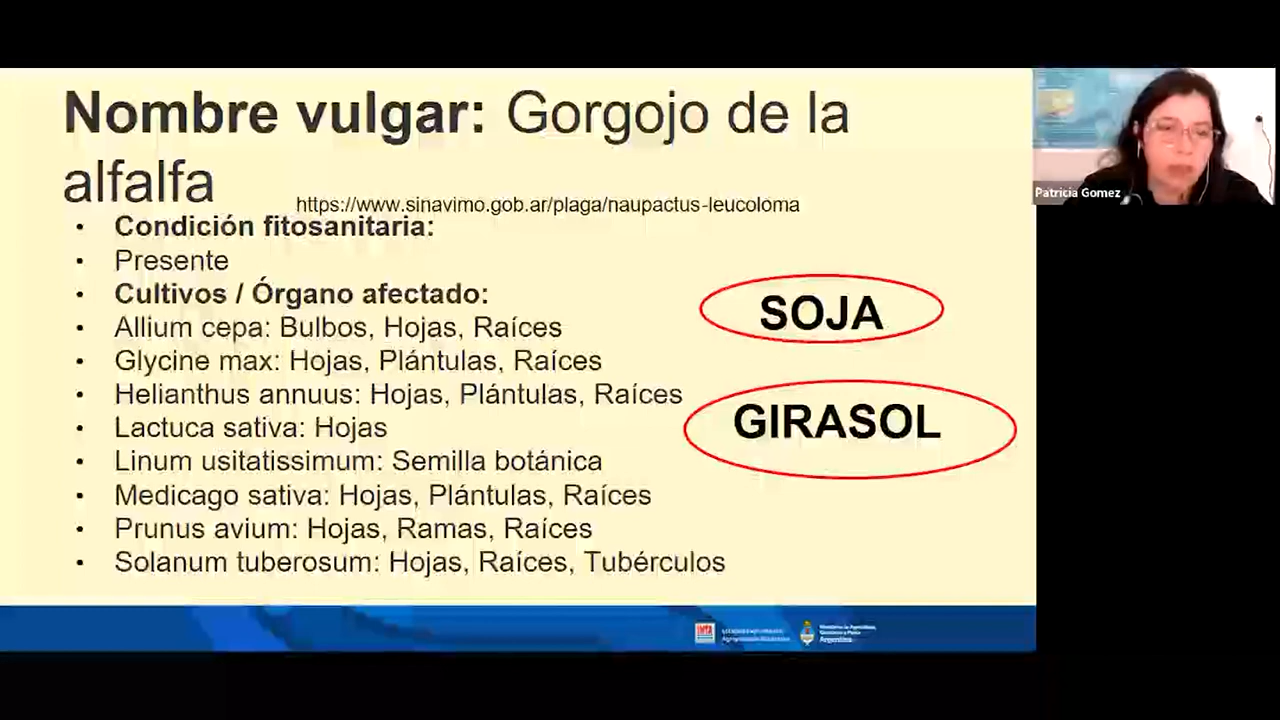 Nombre vulgar: Gorgojo de la
alfalfa
https://www.sinavimo.gob.ar/plaga/naupactus-leucoloma
• Condición fitosanitaria:
• Presente
• Cultivos / Órgano afectado:
• Allium cepa: Bulbos, Hojas, Raíces
• Glycine max: Hojas, Plántulas, Raíces
• Helianthus annuus: Hojas, Plántulas, Raíces
• Lactuca sativa: Hojas
• Linum usitatissimum: Semilla botánica
• Medicago sativa: Hojas, Plántulas, Raíces
• Prunus avium: Hojas, Ramas, Raíces
• Solanum tuberosum: Hojas, Raíces, Tubérculos
SOJA
GIRASOL
Patricia Gomez
INTA
Argentina